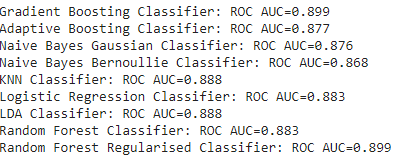 Gradient Boosting Classifier: ROC AUC=0.899
Adaptive Boosting Classifier: ROC AUC=0.877
Naive Bayes Gaussian Classifier: ROC AUC=0.876
Naive Bayes Bernoullie Classifier: ROC AUC=0.868
KNN Classifier: ROC AUC=0.888
Logistic Regression Classifier: ROC AUC=0.883
LDA Classifier: ROC AUC=0.888
Random Forest Classifier: ROC AUC=0.883
Random Forest Regularised Classifier: ROC AUC=0.899